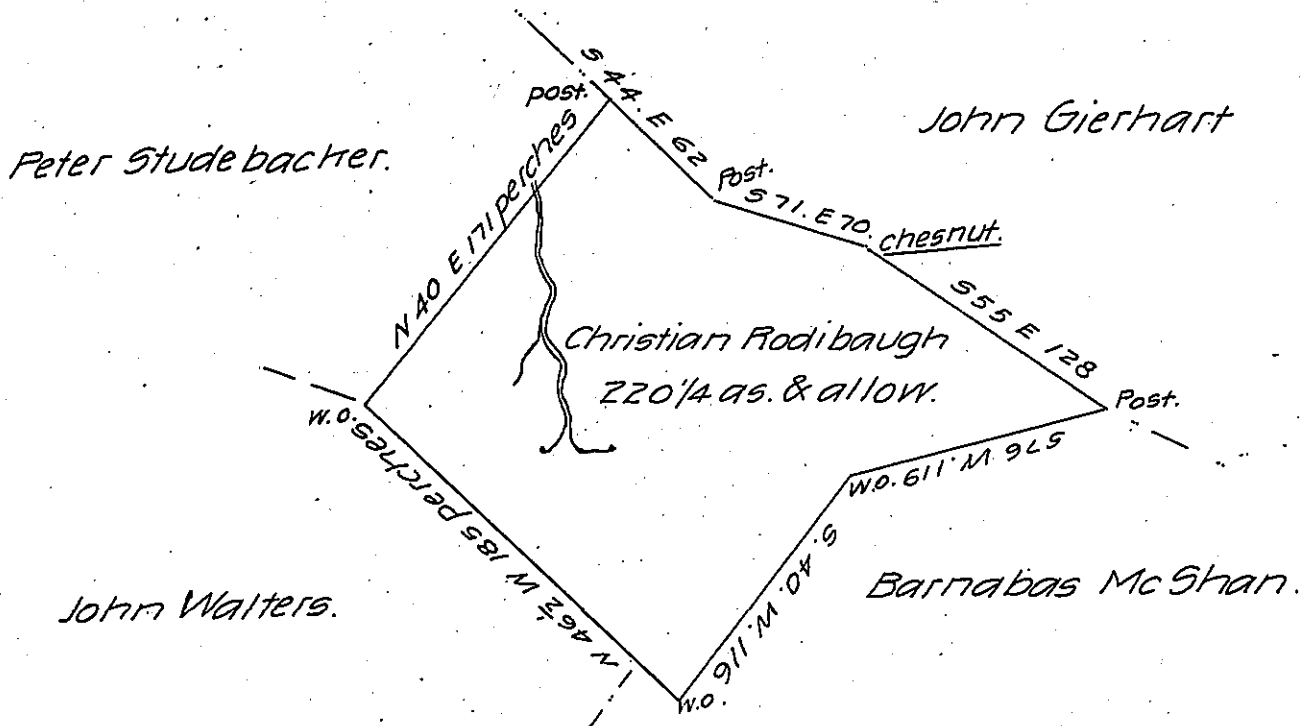 S 44. E 62
post.
John Gierhart
Peter Studebacker.
N 40 E 171 perches
Post.
S 71. E 70.
chesnut.
S 55 E 128
Christian Rodibaugh
220 1/4 as. & allow.
Post.
W.O.
S 76 W. 119
W.O.
N 46 1/2 W 185 perches.
S. 40. W. 116
John Walters.
Barnabas McShan.
W.O.